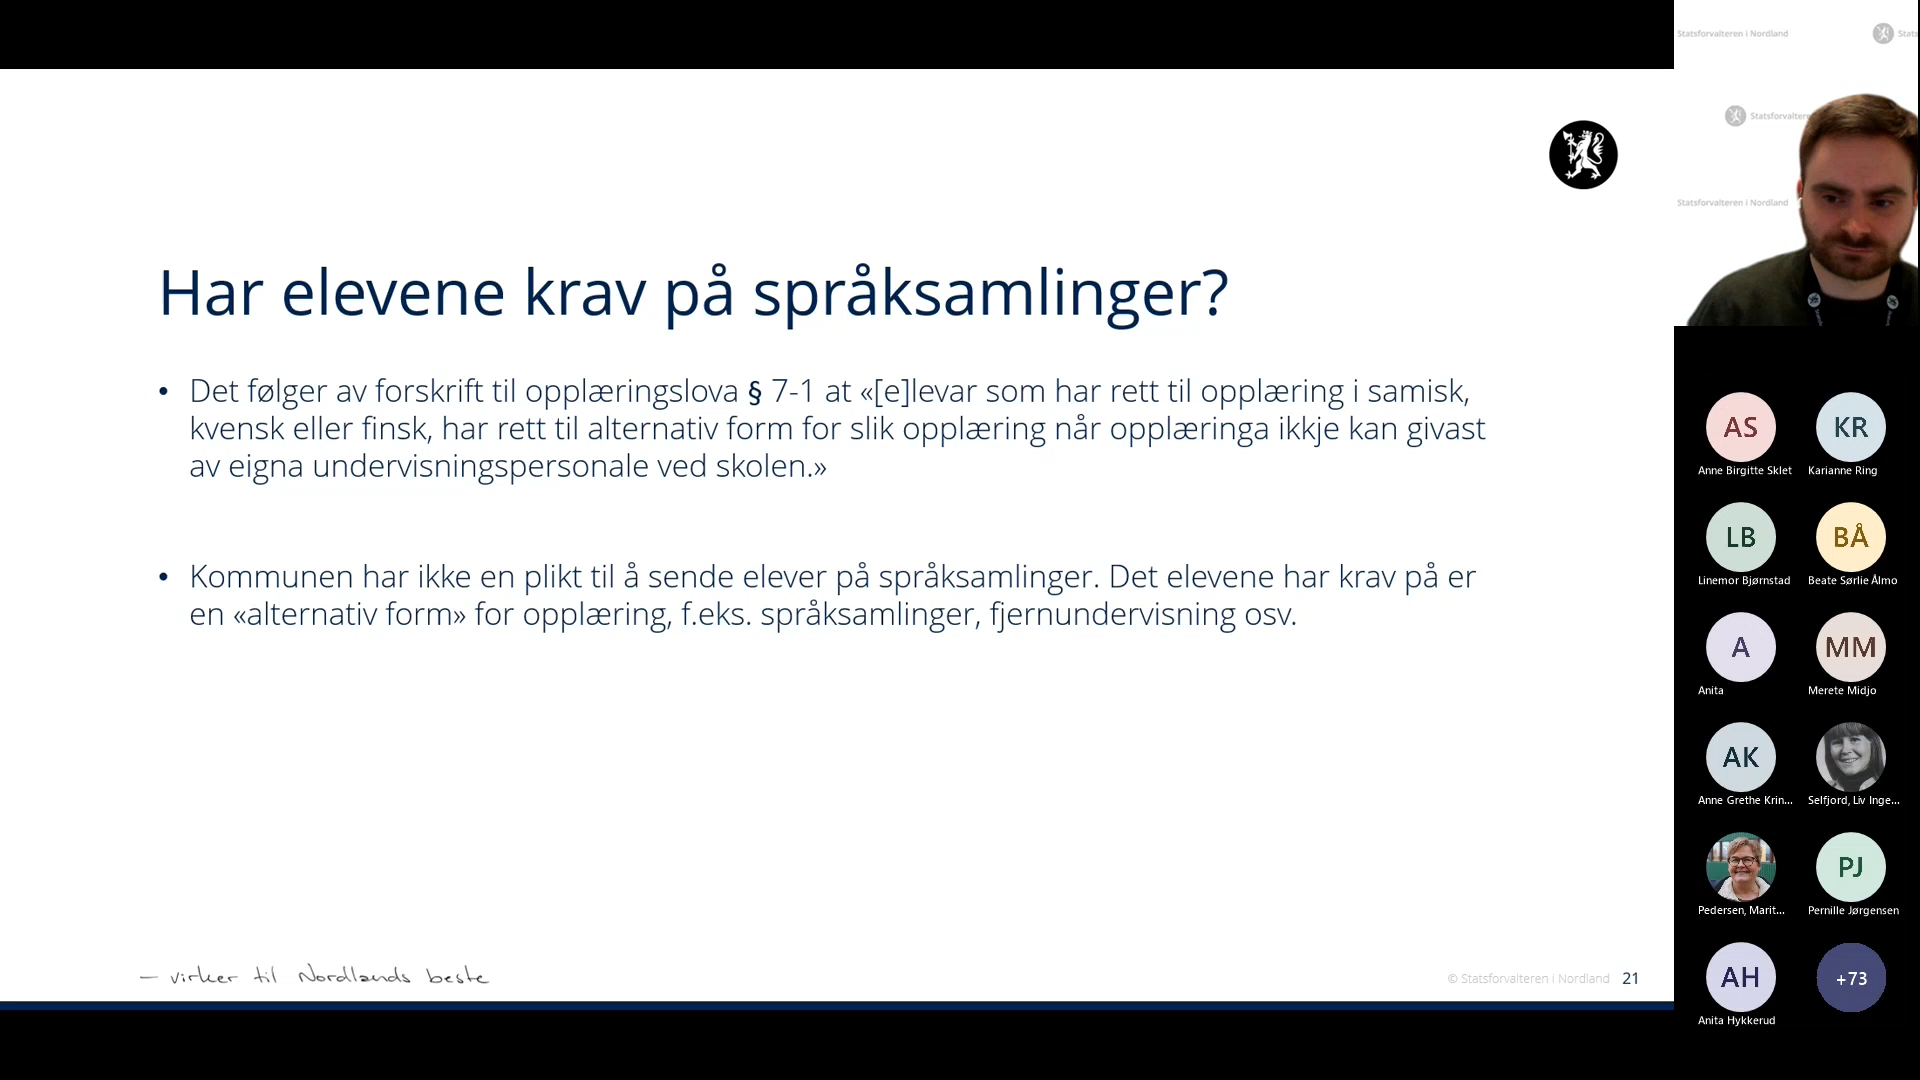 Har elevene krav på språksamlinger?
• Det følger av forskrift til opplæringslova § 7-1 at «[e]levar som har rett til opplæring i samisk,
kvensk eller finsk, har rett til alternativ form for slik opplæring når opplæringa ikkje kan givast
av eigna undervisningspersonale ved skolen.»
• Kommunen har ikke en plikt til å sende elever på språksamlinger. Det elevene har krav på er
en «alternativ form» for opplæring, f.eks. språksamlinger, fjernundervisning osv.
– virker til Nordlands beste
© Statsforvalteren i Nordland 21
Statsforvalteren i Nordland Stats
Statsforvaltere
Statsforvalteren i Nordland
AS KR
Anne Birgitte Sklet Karianne Ring
LB BÅ
Linemor Bjørnstad Beate Sørlie Ålmo
A MM
Anita Merete Midjo
AK
Anne Grethe Krin... Selfjord, Liv Inge...
PJ
Pedersen, Marit... Pernille Jørgensen
AH +73
Anita Hykkerud